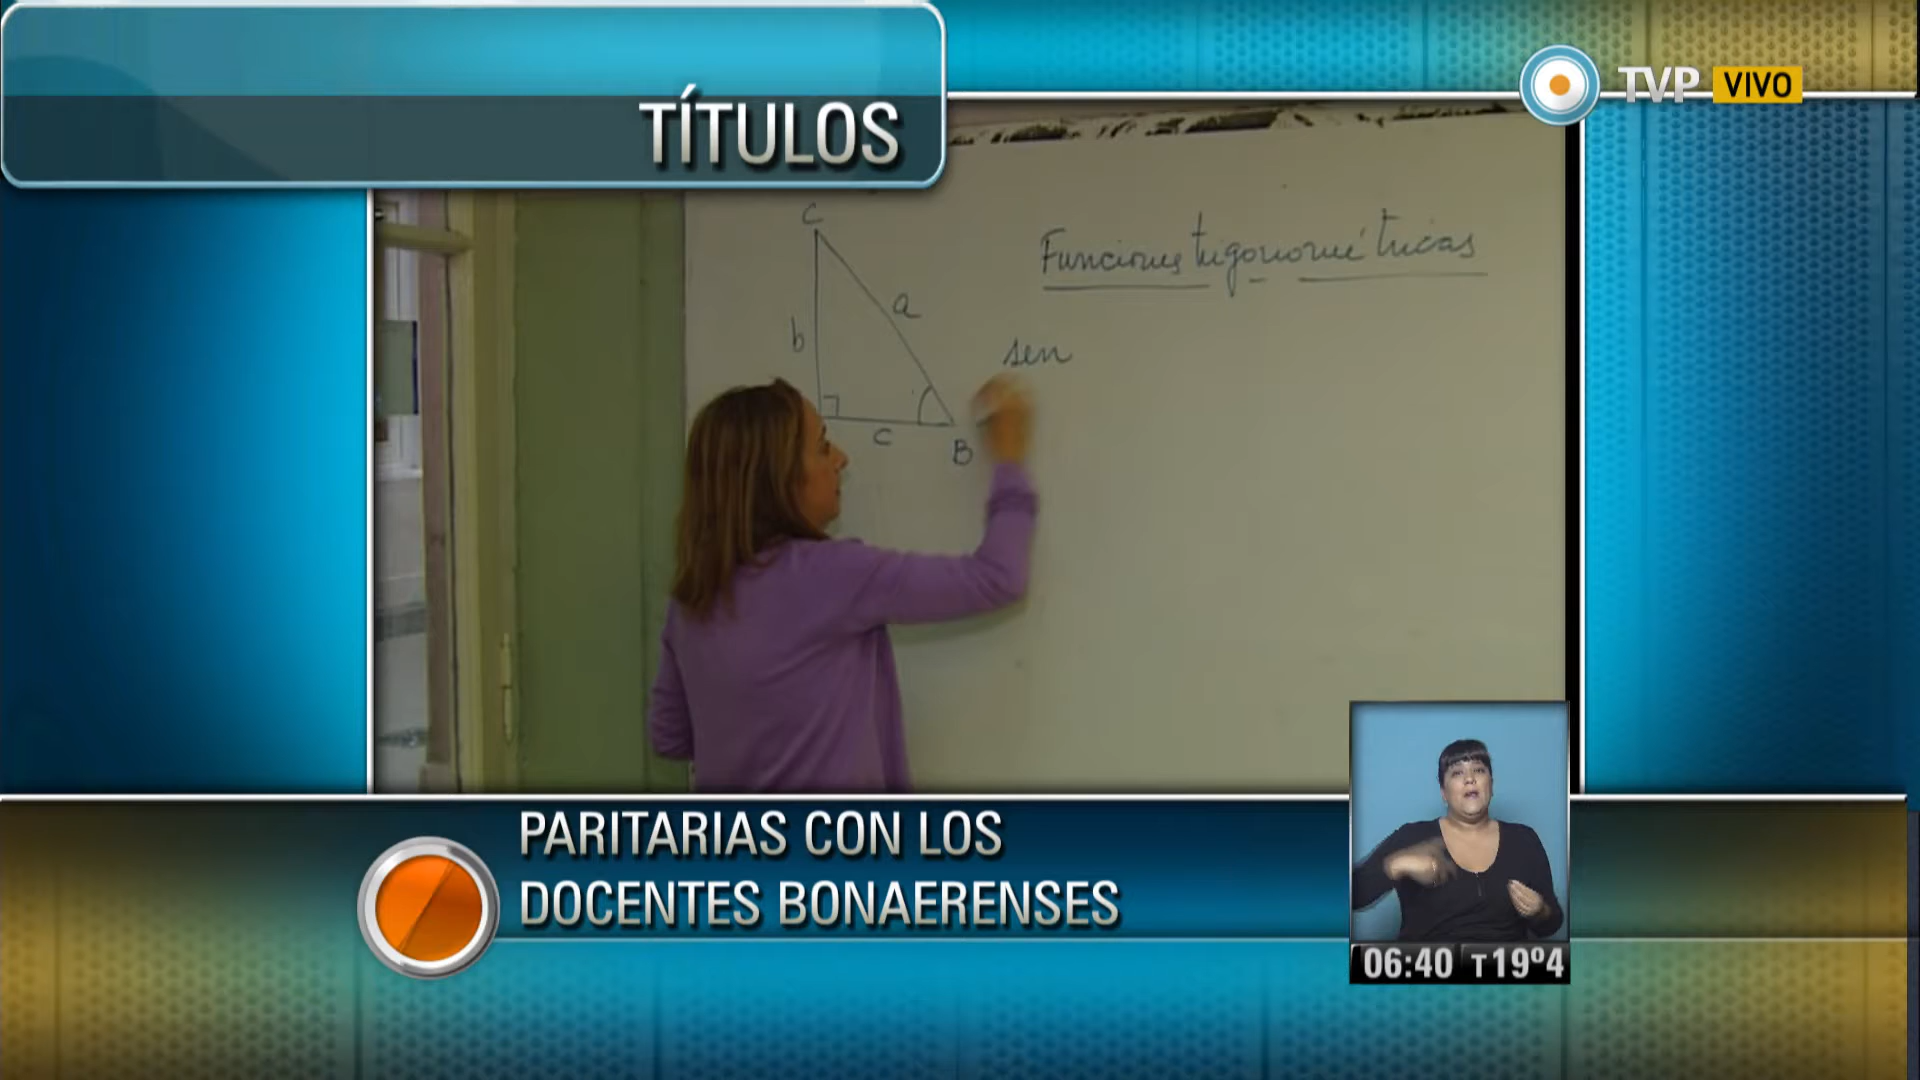 TÍTULOS
TVP VIVO
C
Funciones trigonométricas
a
b
sen
c
B
PARITARIAS CON LOS
DOCENTES BONAERENSES
06:40 T19º4